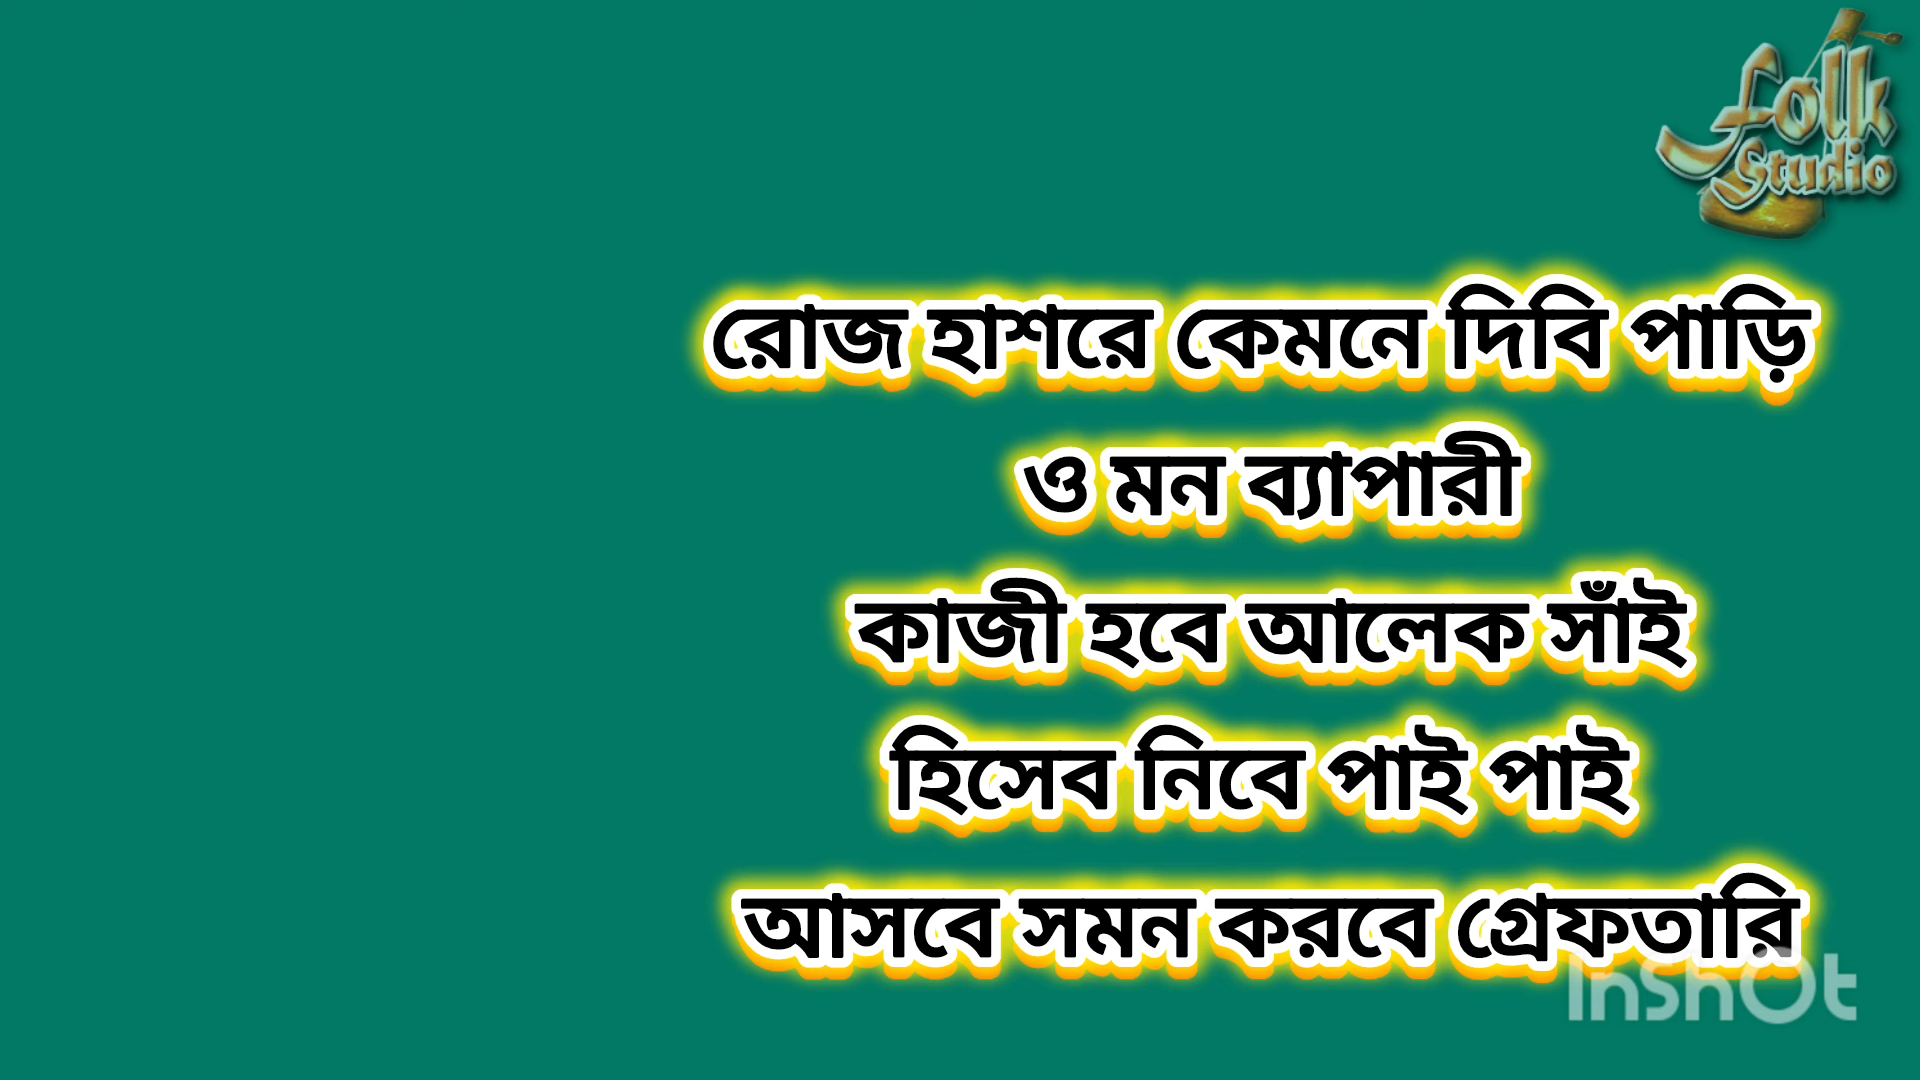 Folk
Studio
রোজ হাশরে কেমনে দিবি পাড়ি
ও মন ব্যাপারী
কাজী হবে আলেক সাঁই
হিসেব নিবে পাই পাই
আসবে সমন করবে গ্রেফতারি
InShOt